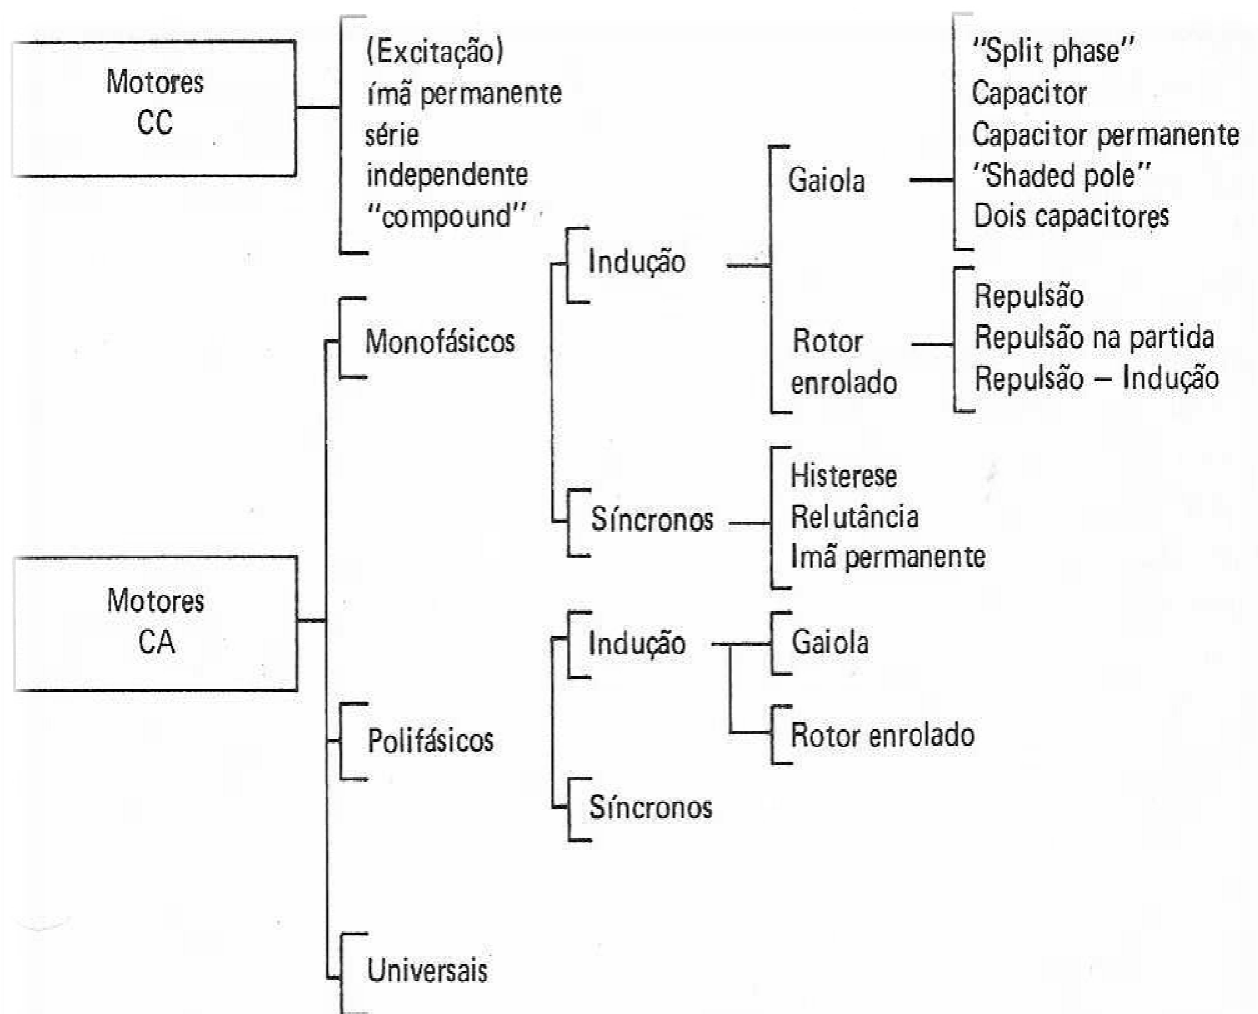 Motores
CC
(Excitação)
ímã permanente
série
independente
"compound"
Motores
CA
Monofásicos
Indução
Gaiola
"Split phase"
Capacitor
Capacitor permanente
"Shaded pole"
Dois capacitores
Rotor
enrolado
Repulsão
Repulsão na partida
Repulsão – Indução
Síncronos
Histerese
Relutância
Imã permanente
Polifásicos
Indução
Gaiola
Rotor enrolado
Síncronos
Universais